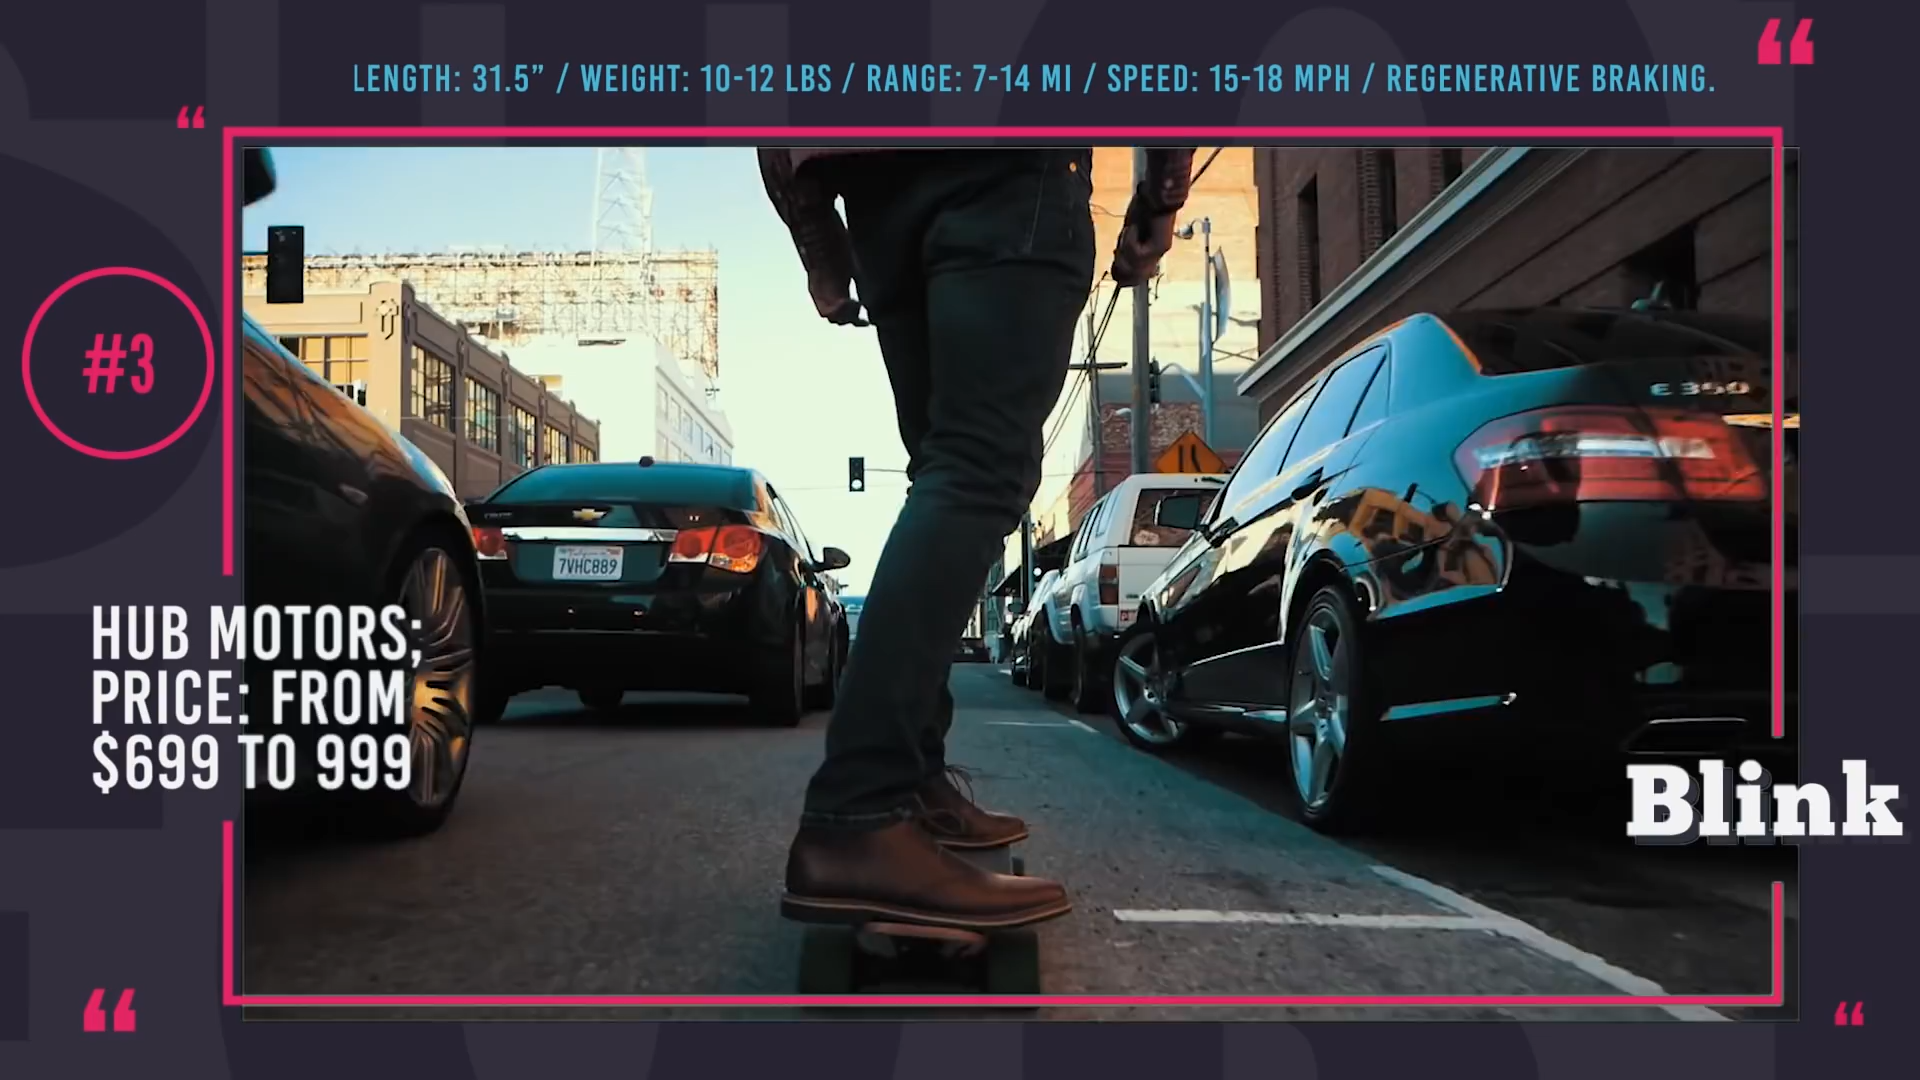 LENGTH: 31.5” / WEIGHT: 10-12 LBS / RANGE: 7-14 MI / SPEED: 15-18 MPH / REGENERATIVE BRAKING.
#3
E 350
7VHC889
HUB MOTORS;
PRICE: FROM
$699 TO 999
Blink